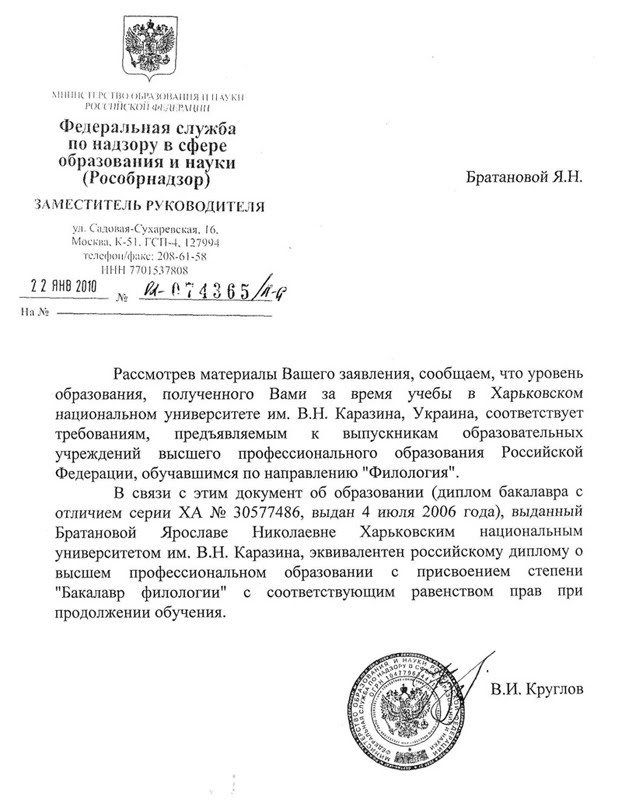 МИНИСТЕРСТВО ОБРАЗОВАНИЯ И НАУКИ
РОССИЙСКОЙ ФЕДЕРАЦИИ
Федеральная служба
по надзору в сфере
образования и науки
(Рособрнадзор)
ЗАМЕСТИТЕЛЬ РУКОВОДИТЕЛЯ
ул. Садовая-Сухаревская, 16,
Москва, К-51, ГСП-4, 127994
телефон/факс: 208-61-58
ИНН 7701537808
22 ЯНВ 2010 № 074365
На №
Братановой Я.Н.
Рассмотрев материалы Вашего заявления, сообщаем, что уровень
образования, полученного Вами за время учебы в Харьковском
национальном университете им. В.Н. Каразина, Украина, соответствует
требованиям, предъявляемым к выпускникам образовательных
учреждений высшего профессионального образования Российской
Федерации, обучавшимся по направлению "Филология".
В связи с этим документ об образовании (диплом бакалавра с
отличием серии ХА № 30577486, выдан 4 июля 2006 года), выданный
Братановой Ярославе Николаевне Харьковским национальным
университетом им. В.Н. Каразина, эквивалентен российскому диплому о
высшем профессиональном образовании с присвоением степени
"Бакалавр филологии" с соответствующим равенством прав при
продолжении обучения.
В.И. Круглов